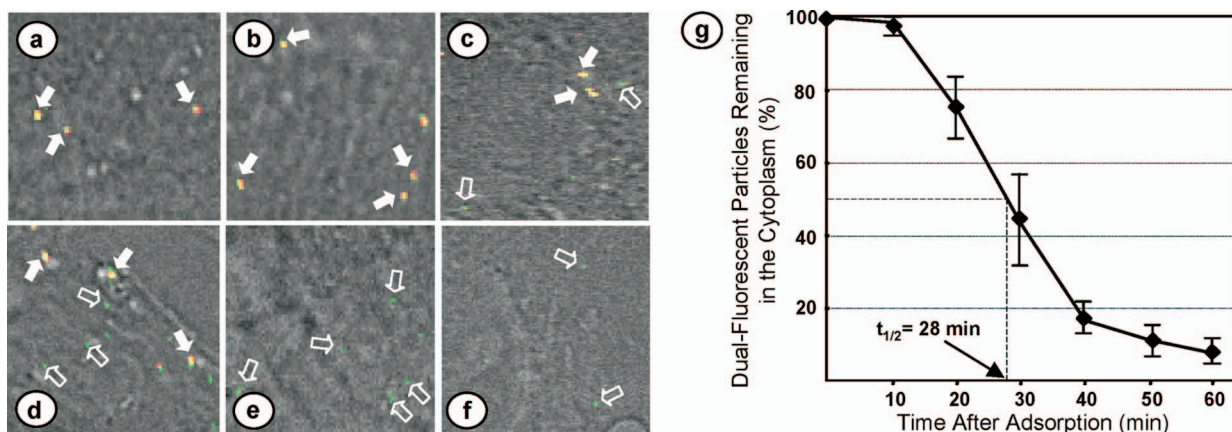 a
b
c
d
e
f
g
Dual-Fluorescent Particles Remaining
in the Cytoplasm (%)
100
80
60
40
20
t1/2= 28 min
10 20 30 40 50 60
Time After Adsorption (min)